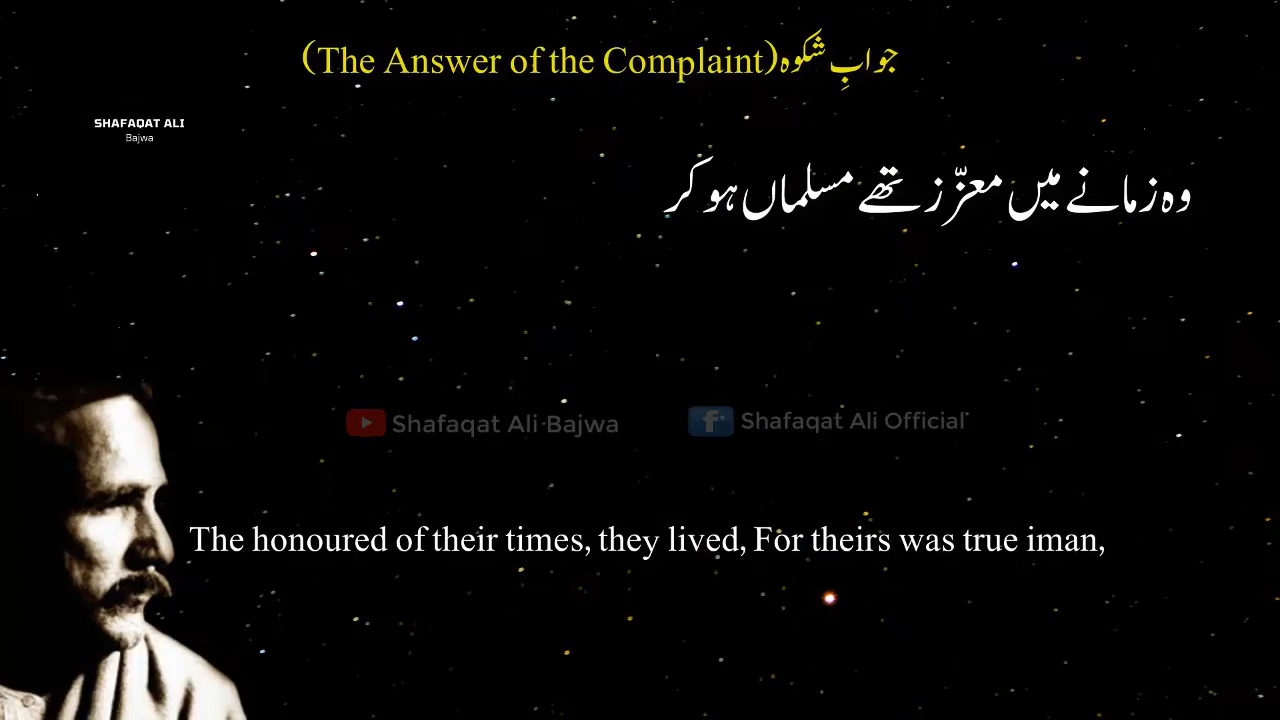 جوابِ شکوہ(The Answer of the Complaint)
SHAFAQAT ALI
Bajwa
وہ زمانے میں معزّز تھے مسلماں ہو کر
Shafaqat Ali Bajwa
Shafaqat Ali Official
The honoured of their times, they lived, For theirs was true iman,